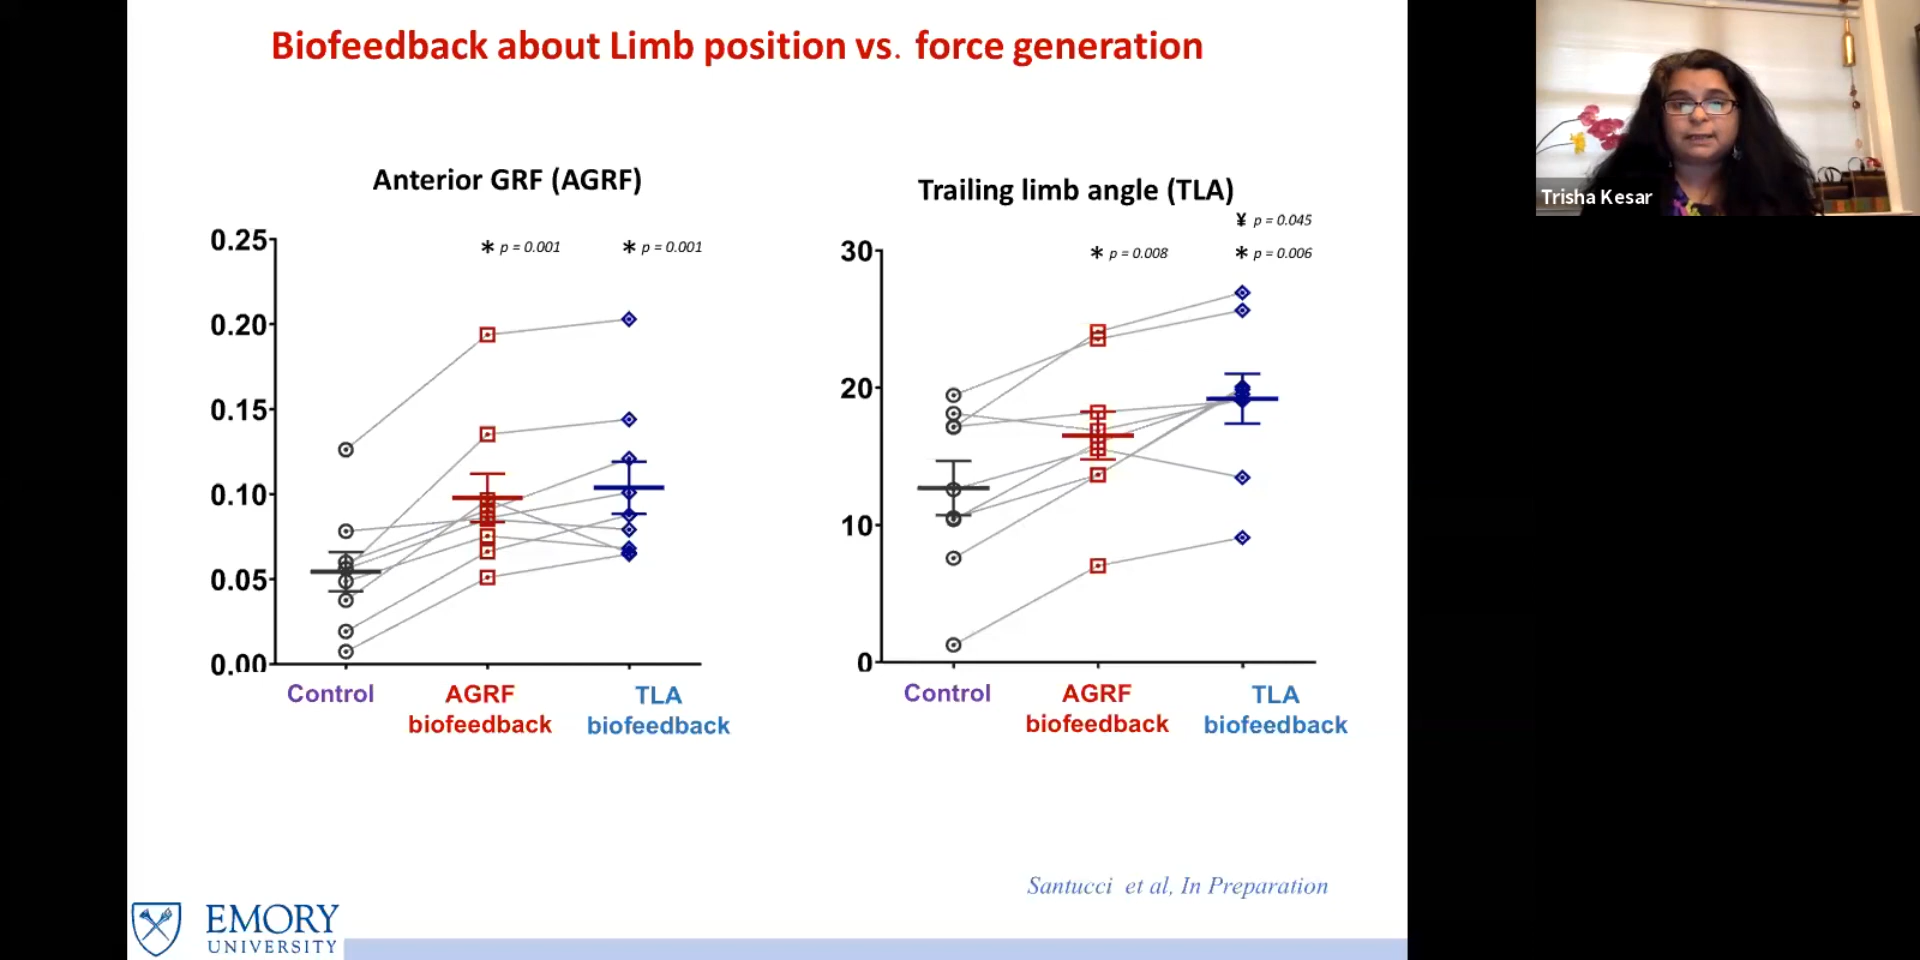 Biofeedback about Limb position vs. force generation
Trisha Kesar
Anterior GRF (AGRF)
* p = 0.001
* p = 0.001
0.25
0.20
0.15
0.10
0.05
0.00
Control
AGRF
biofeedback
TLA
biofeedback
Trailing limb angle (TLA)
¥ p = 0.045
* p = 0.008
* p = 0.006
30
20
10
0
Control
AGRF
biofeedback
TLA
biofeedback
Santucci et al, In Preparation
EMORY
UNIVERSITY